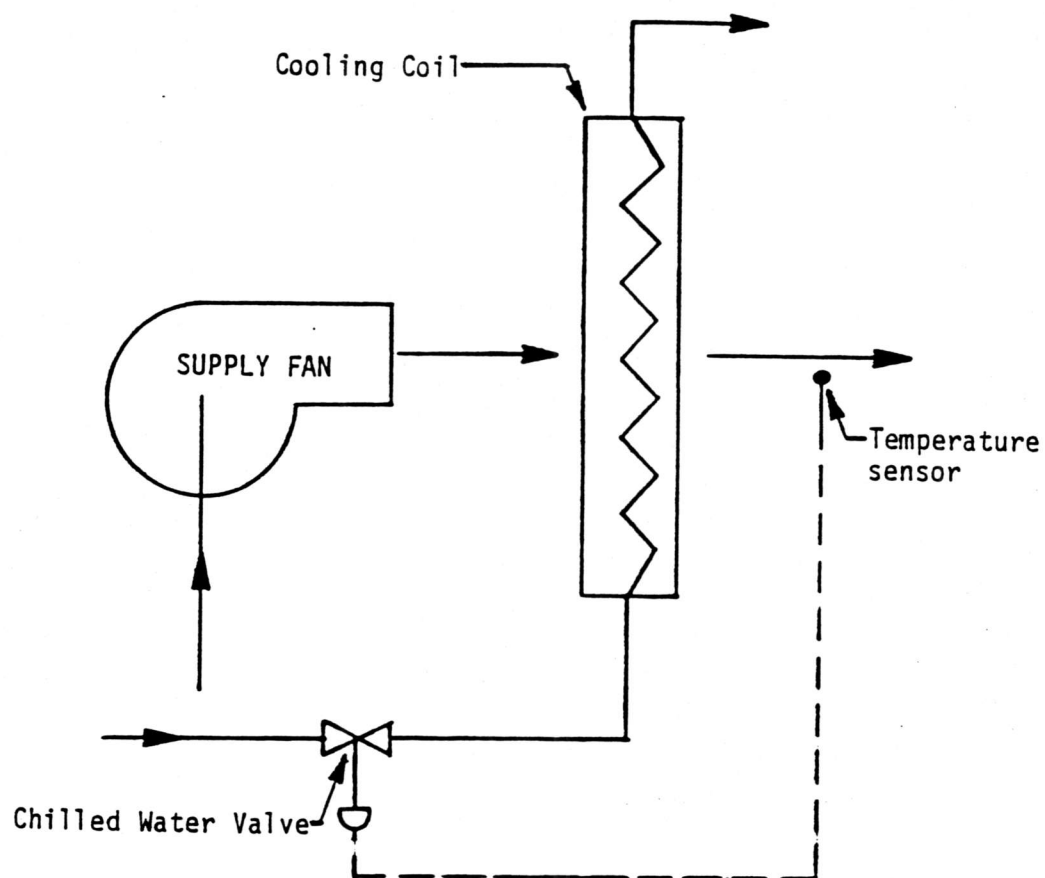 Cooling Coil
SUPPLY FAN
Temperature
sensor
Chilled Water Valve